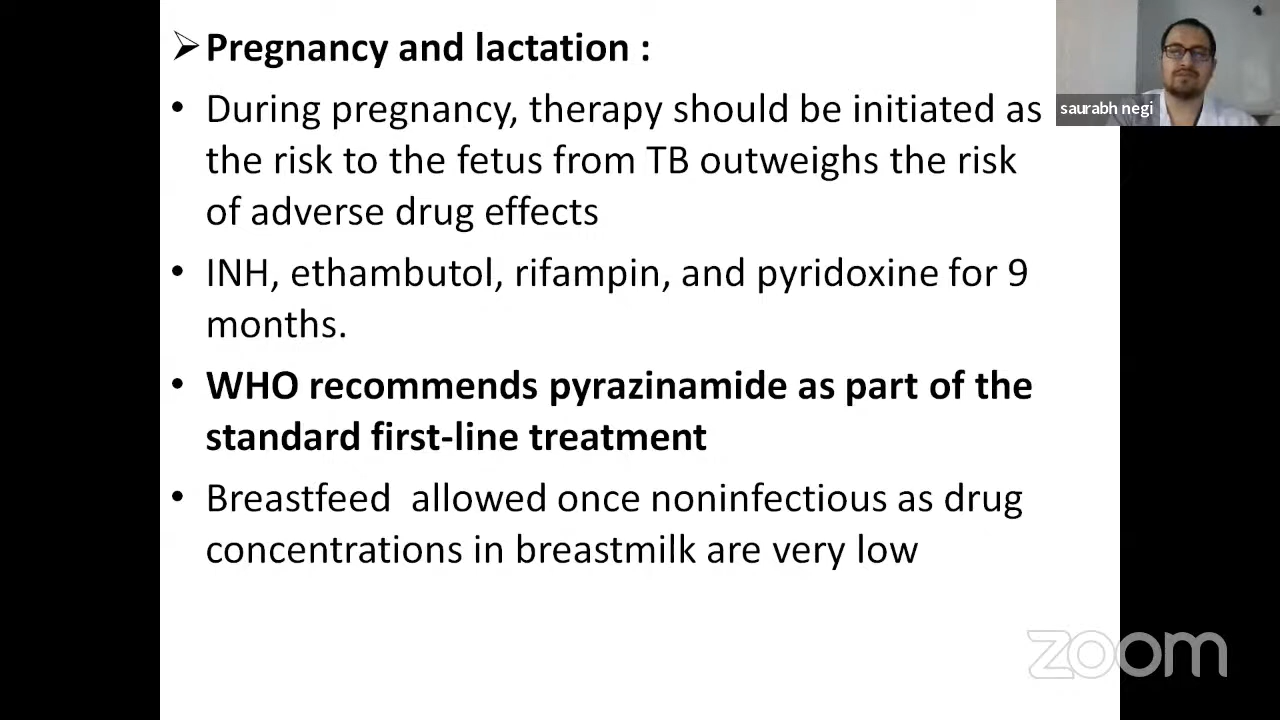 ➢Pregnancy and lactation :
• During pregnancy, therapy should be initiated as
the risk to the fetus from TB outweighs the risk
of adverse drug effects
• INH, ethambutol, rifampin, and pyridoxine for 9
months.
• WHO recommends pyrazinamide as part of the
standard first-line treatment
• Breastfeed allowed once noninfectious as drug
concentrations in breastmilk are very low
saurabh negi
zoom